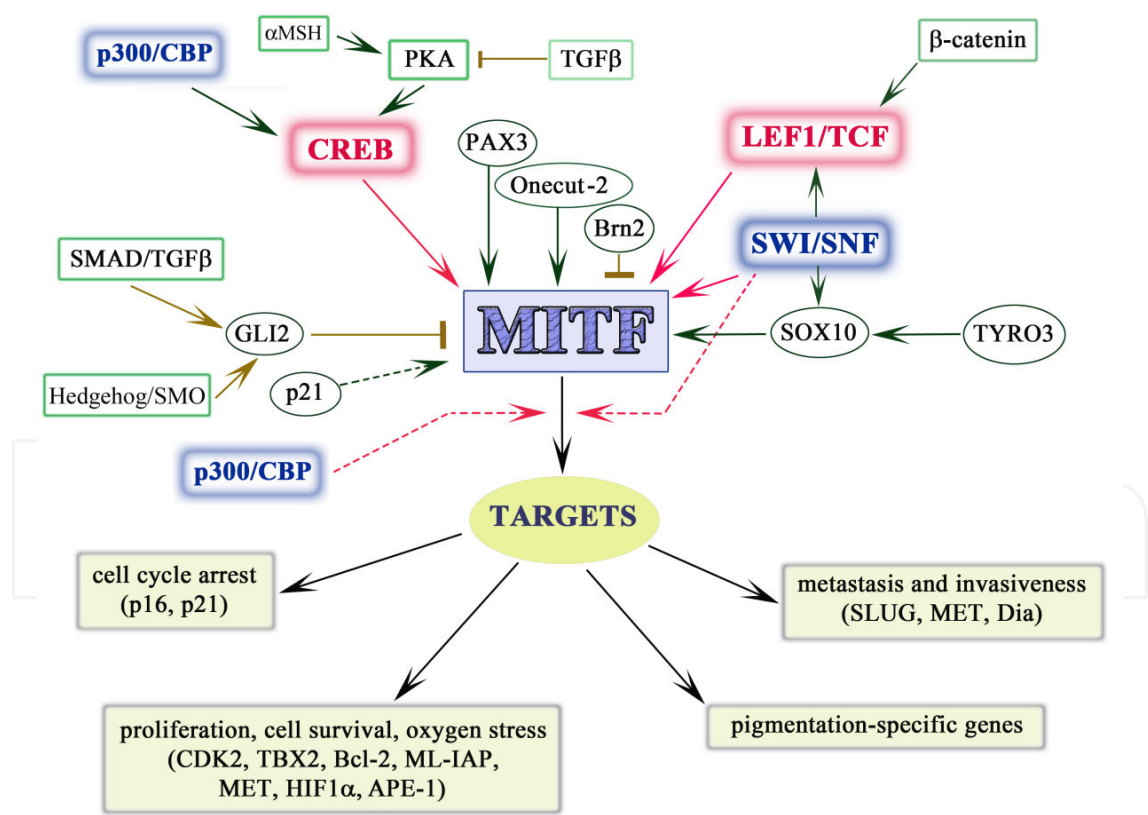 αMSH
p300/CBP
PKA
TGFβ
β-catenin
CREB
PAX3
LEF1/TCF
Onecut-2
Brn2
SWI/SNF
SMAD/TGFβ
MITF
GLI2
SOX10
TYRO3
Hedgehog/SMO
p21
p300/CBP
TARGETS
cell cycle arrest
(p16, p21)
metastasis and invasiveness
(SLUG, MET, Dia)
proliferation, cell survival, oxygen stress
(CDK2, TBX2, Bcl-2, ML-IAP,
MET, HIF1α, APE-1)
pigmentation-specific genes